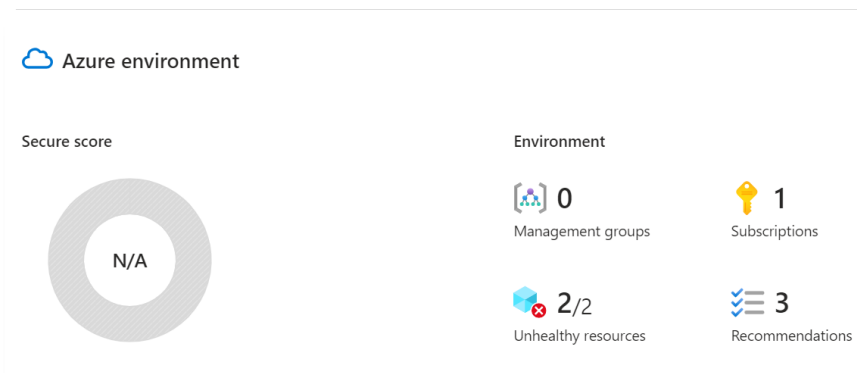 Azure environment
Secure score
N/A
Environment
0
Management groups
1
Subscriptions
2/2
Unhealthy resources
3
Recommendations